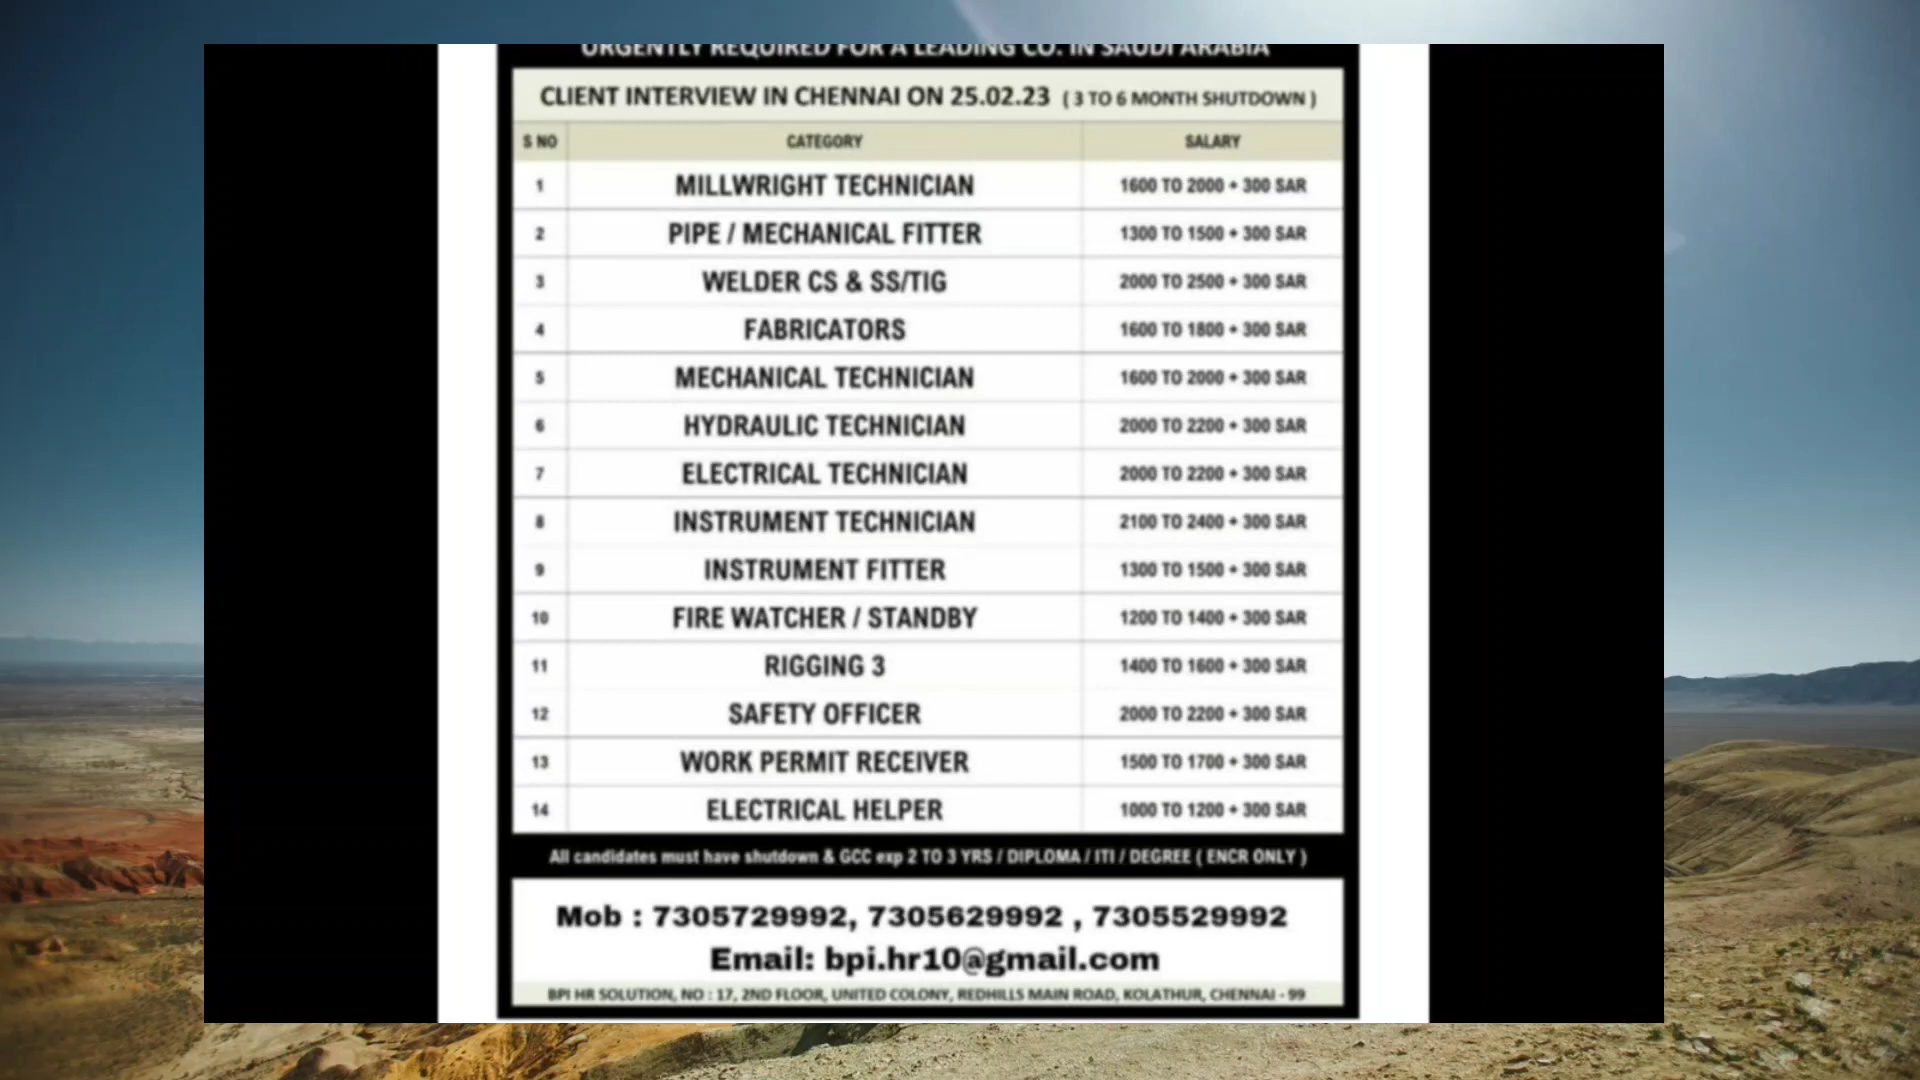 URGENTLY REQUIRED FOR A LEADING CO. IN SAUDI ARABIA
CLIENT INTERVIEW IN CHENNAI ON 25.02.23 ( 3 TO 6 MONTH SHUTDOWN )
S NO CATEGORY SALARY
1 MILLWRIGHT TECHNICIAN 1600 TO 2000 + 300 SAR
2 PIPE / MECHANICAL FITTER 1300 TO 1500 + 300 SAR
3 WELDER CS & SS/TIG 2000 TO 2500 + 300 SAR
4 FABRICATORS 1600 TO 1800 + 300 SAR
5 MECHANICAL TECHNICIAN 1600 TO 2000 + 300 SAR
6 HYDRAULIC TECHNICIAN 2000 TO 2200 + 300 SAR
7 ELECTRICAL TECHNICIAN 2000 TO 2200 + 300 SAR
8 INSTRUMENT TECHNICIAN 2100 TO 2400 + 300 SAR
9 INSTRUMENT FITTER 1300 TO 1500 + 300 SAR
10 FIRE WATCHER / STANDBY 1200 TO 1400 + 300 SAR
11 RIGGING 3 1400 TO 1600 + 300 SAR
12 SAFETY OFFICER 2000 TO 2200 + 300 SAR
13 WORK PERMIT RECEIVER 1500 TO 1700 + 300 SAR
14 ELECTRICAL HELPER 1000 TO 1200 + 300 SAR
All candidates must have shutdown & GCC exp 2 TO 3 YRS / DIPLOMA / ITI / DEGREE ( ENCR ONLY )
Mob : 7305729992, 7305629992 , 7305529992
Email: bpi.hr10@gmail.com
BPI HR SOLUTION, NO : 17, 2ND FLOOR, UNITED COLONY, REDHILLS MAIN ROAD, KOLATHUR, CHENNAI - 99